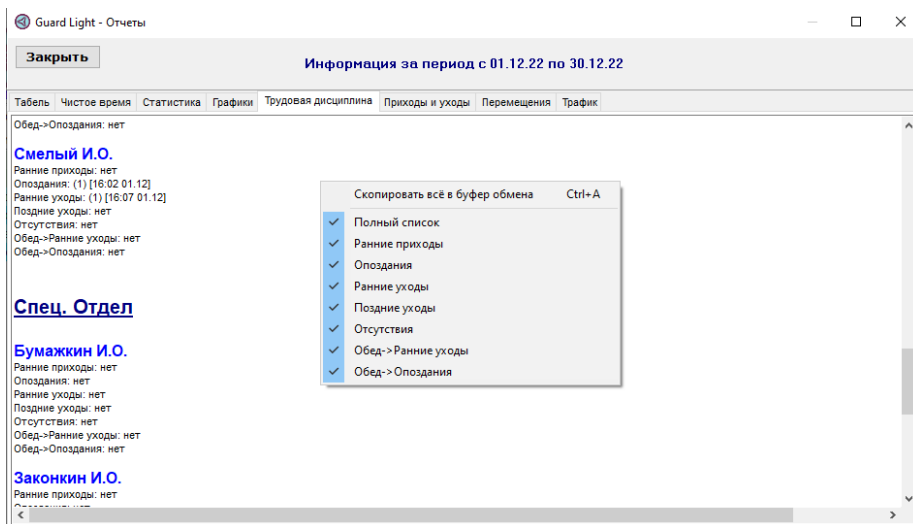 Guard Light - Отчеты
Закрыть
Информация за период с 01.12.22 по 30.12.22
Табель Чистое время Статистика Графики Трудовая дисциплина Приходы и уходы Перемещения Трафик
Обед->Опоздания: нет
Смелый И.О.
Ранние приходы: нет
Опоздания: (1) [16:02 01.12]
Ранние уходы: (1) [16:07 01.12]
Поздние уходы: нет
Отсутствия: нет
Обед->Ранние уходы: нет
Обед->Опоздания: нет
Спец. Отдел
Бумажкин И.О.
Ранние приходы: нет
Опоздания: нет
Ранние уходы: нет
Поздние уходы: нет
Отсутствия: нет
Обед->Ранние уходы: нет
Обед->Опоздания: нет
Законкин И.О.
Ранние приходы: нет
Скопировать всё в буфер обмена Ctrl+A
Полный список
Ранние приходы
Опоздания
Ранние уходы
Поздние уходы
Отсутствия
Обед->Ранние уходы
Обед->Опоздания